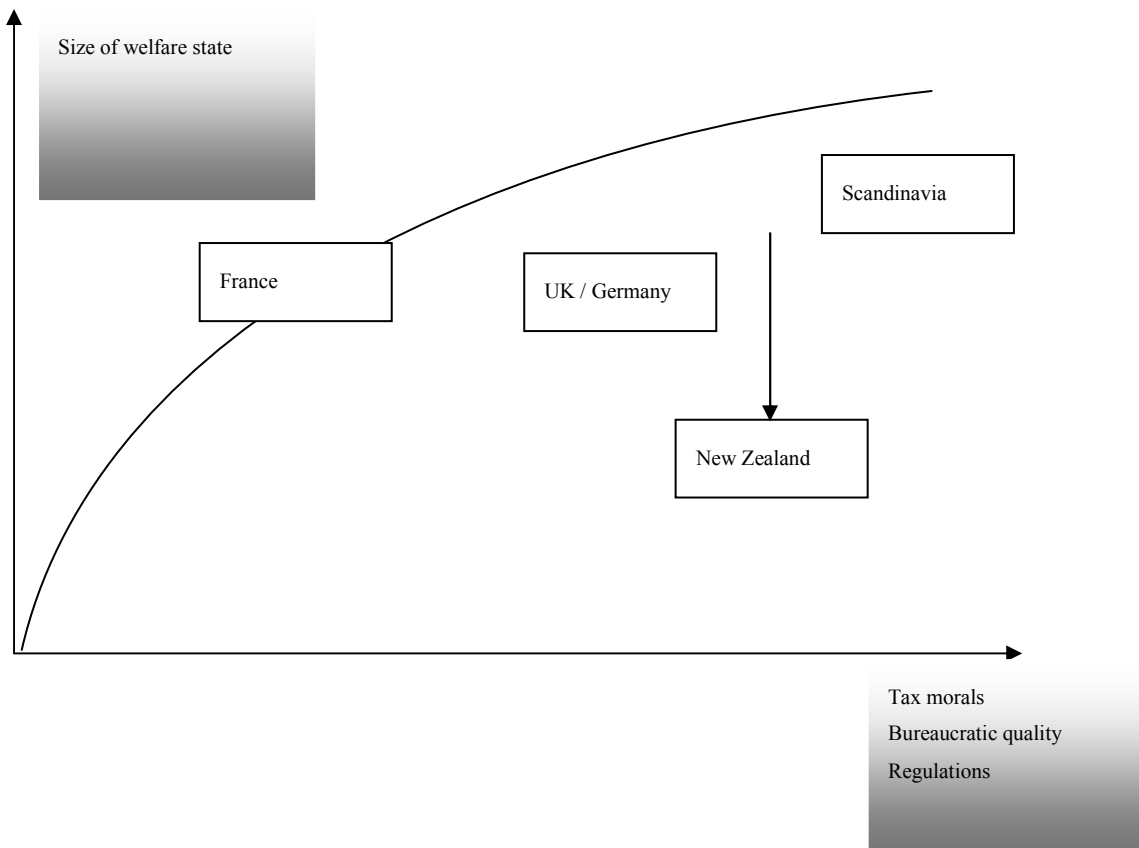 Size of welfare state
Scandinavia
France
UK / Germany
New Zealand
Tax morals
Bureaucratic quality
Regulations